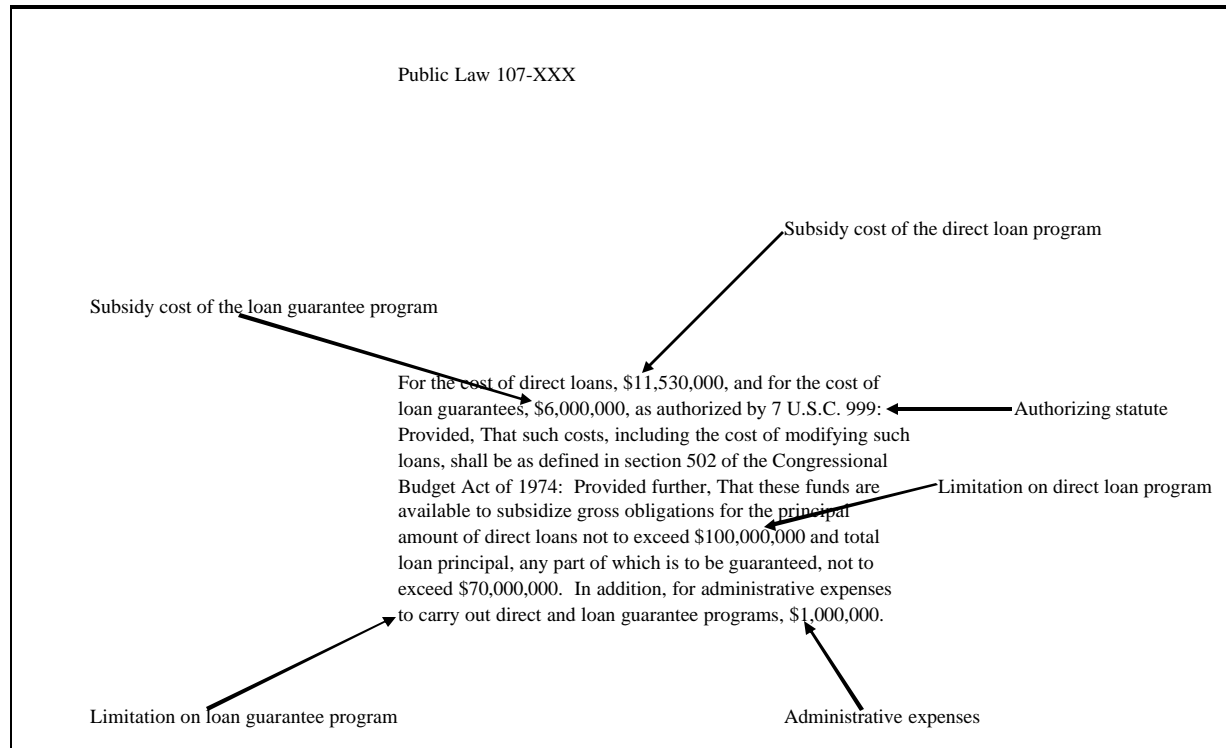 Public Law 107-XXX
Subsidy cost of the direct loan program
Subsidy cost of the loan guarantee program
For the cost of direct loans, $11,530,000, and for the cost of
loan guarantees, $6,000,000, as authorized by 7 U.S.C. 999:
Authorizing statute
Provided, That such costs, including the cost of modifying such
loans, shall be as defined in section 502 of the Congressional
Budget Act of 1974:  Provided further, That these funds are
Limitation on direct loan program
available to subsidize gross obligations for the principal
amount of direct loans not to exceed $100,000,000 and total
loan principal, any part of which is to be guaranteed, not to
exceed $70,000,000.  In addition, for administrative expenses
to carry out direct and loan guarantee programs, $1,000,000.
Limitation on loan guarantee program
Administrative expenses